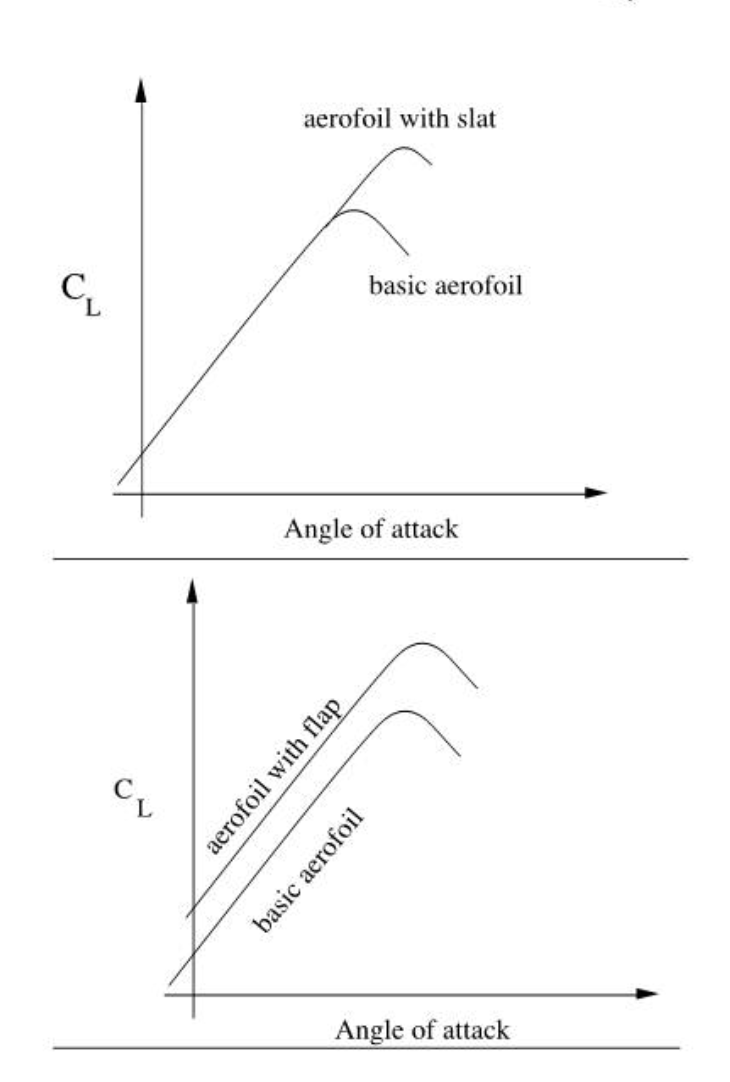 aerofoil with slat
C_L
basic aerofoil
Angle of attack
aerofoil with flap
C_L
basic aerofoil
Angle of attack